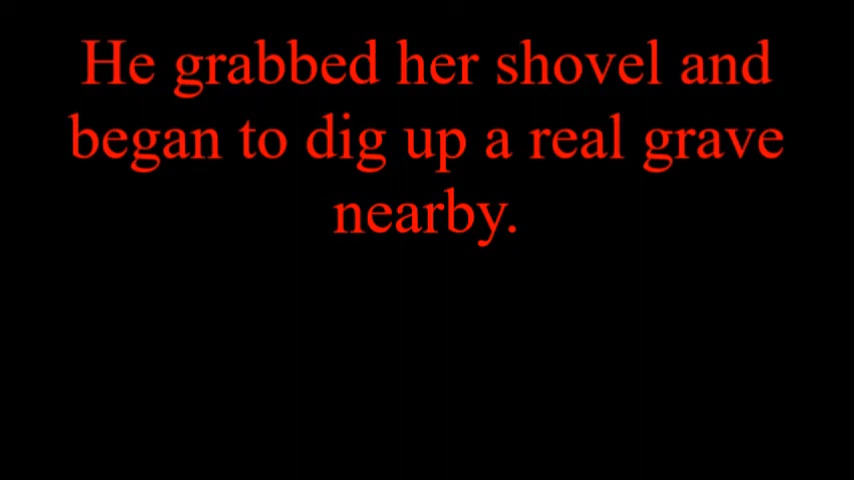 He grabbed her shovel and
began to dig up a real grave
nearby.